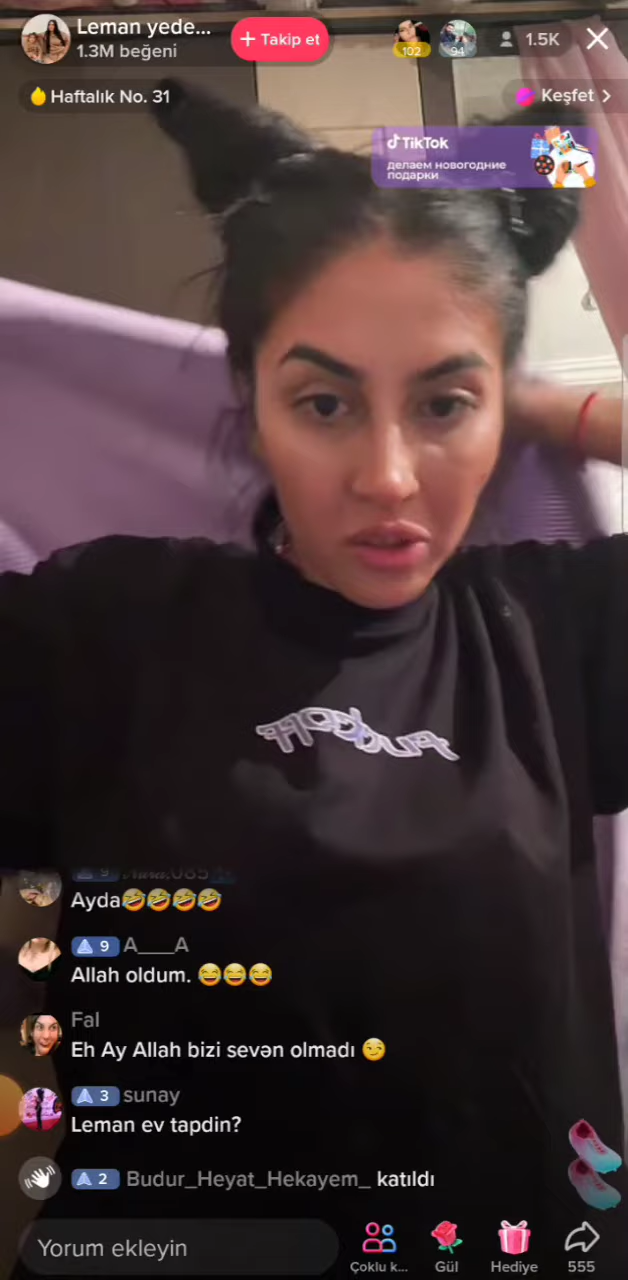 Leman yede...
1.3M beğeni
+ Takip et
102
94
1.5K
Haftalık No. 31
Keşfet >
TikTok
делаем новогодние
подарки
9
Ayda🤣🤣🤣🤣
9 A___A
Allah oldum. 😂😂😂
Fal
Eh Ay Allah bizi sevən olmadı 😏
3 sunay
Leman ev tapdin?
2 Budur_Heyat_Hekayem_ katıldı
Yorum ekleyin
Çoklu k...
Gül
Hediye
555